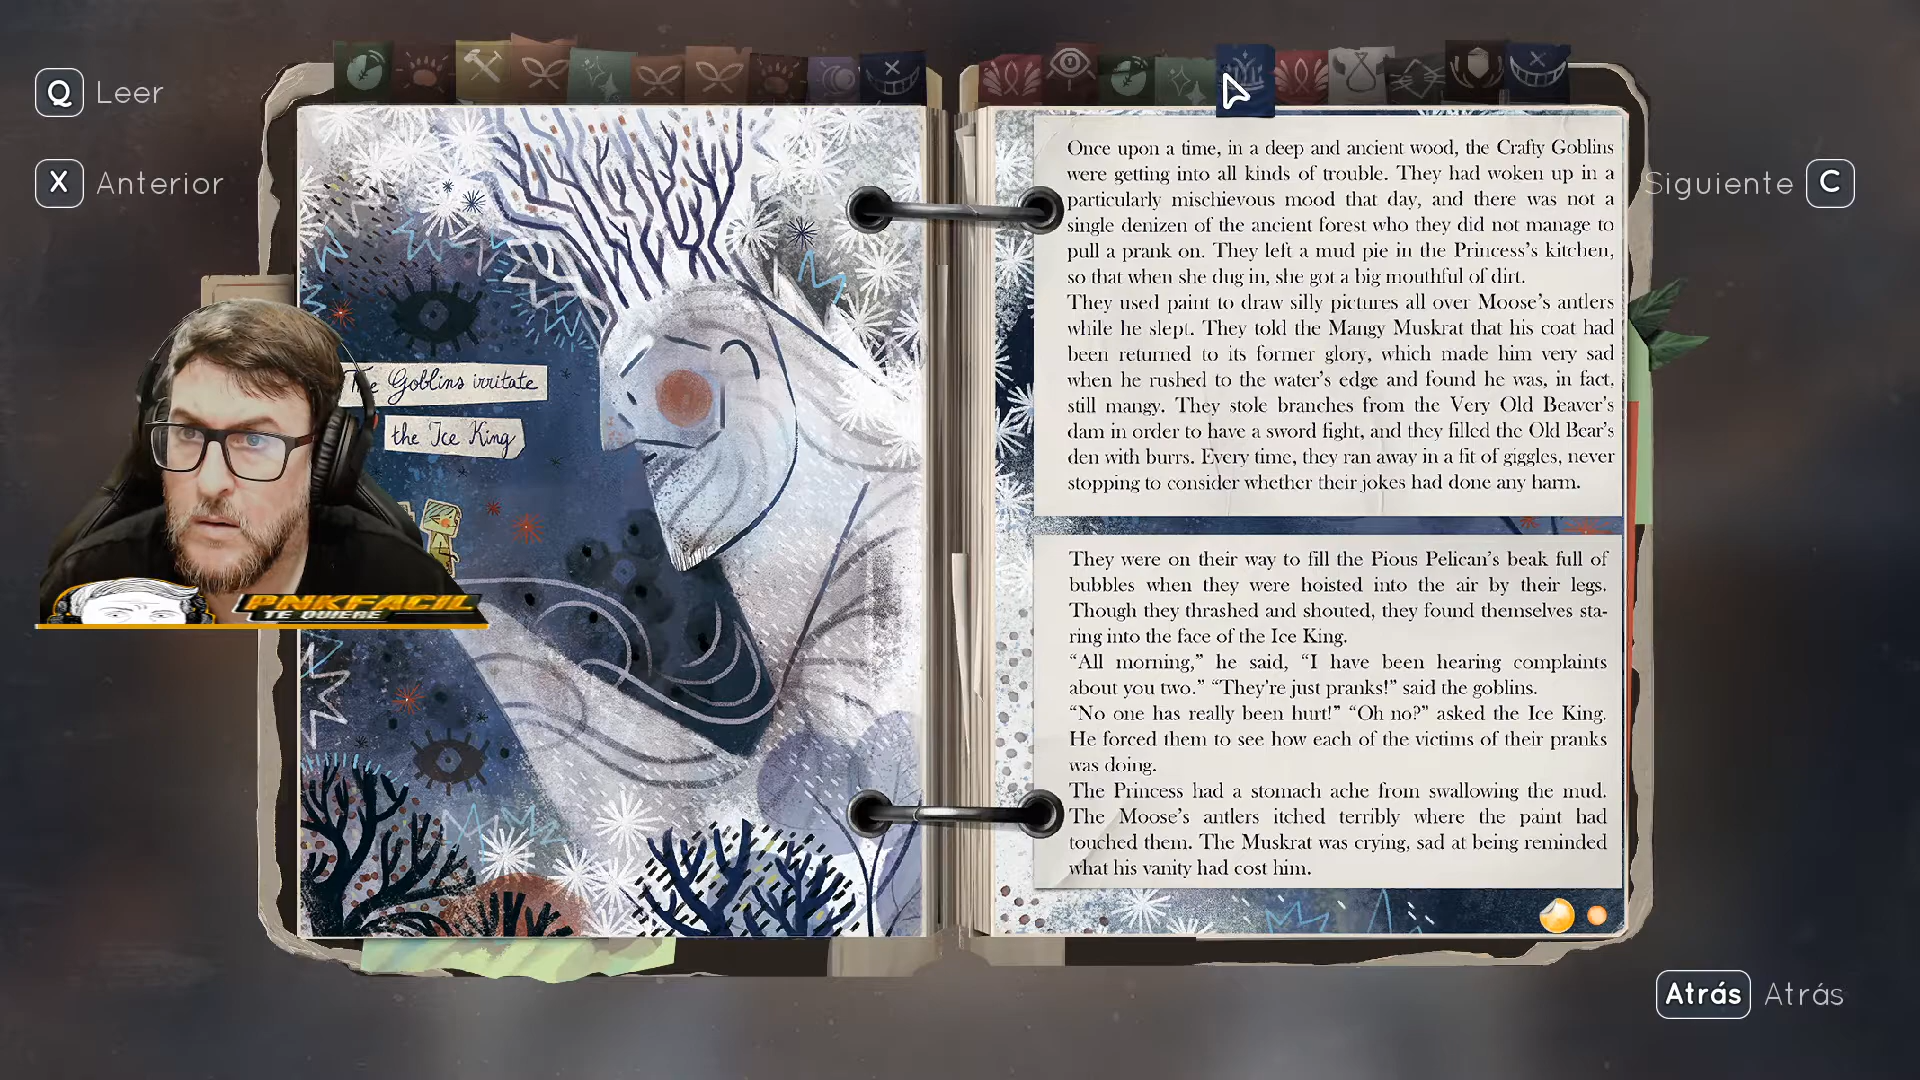 Q Leer
X Anterior
Siguiente C
Goblins irritate
the Ice King
PNKFACIL
TE QUIERE
Once upon a time, in a deep and ancient wood, the Crafty Goblins
were getting into all kinds of trouble. They had woken up in a
particularly mischievous mood that day, and there was not a
single denizen of the ancient forest who they did not manage to
pull a prank on. They left a mud pie in the Princess's kitchen,
so that when she dug in, she got a big mouthful of dirt.
They used paint to draw silly pictures all over Moose's antlers
while he slept. They told the Mangy Muskrat that his coat had
been returned to its former glory, which made him very sad
when he rushed to the water's edge and found he was, in fact,
still mangy. They stole branches from the Very Old Beaver's
dam in order to have a sword fight, and they filled the Old Bear's
den with burrs. Every time, they ran away in a fit of giggles, never
stopping to consider whether their jokes had done any harm.
They were on their way to fill the Pious Pelican's beak full of
bubbles when they were hoisted into the air by their legs.
Though they thrashed and shouted, they found themselves sta-
ring into the face of the Ice King.
“All morning,” he said, “I have been hearing complaints
about you two.” “They're just pranks!” said the goblins.
“No one has really been hurt!” “Oh no?” asked the Ice King.
He forced them to see how each of the victims of their pranks
was doing.
The Princess had a stomach ache from swallowing the mud.
The Moose's antlers itched terribly where the paint had
touched them. The Muskrat was crying, sad at being reminded
what his vanity had cost him.
Atrás Atrás